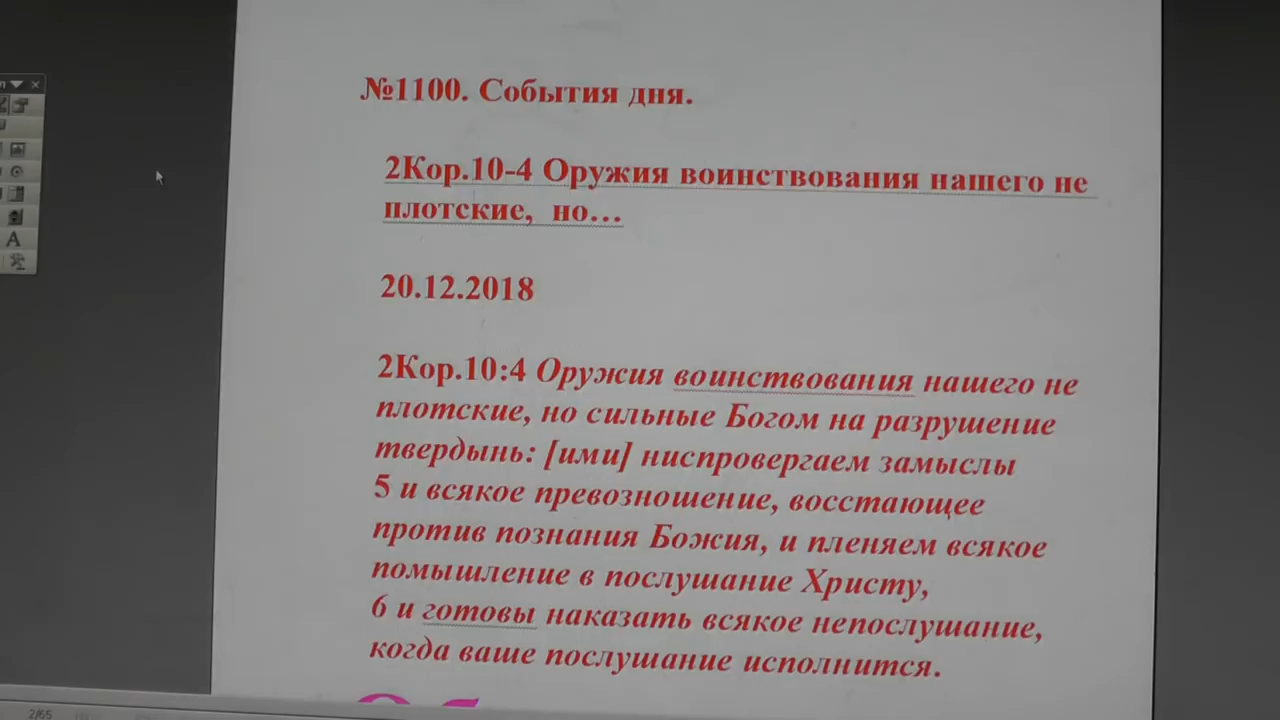 №1100. События дня.
2Кор.10-4 Оружия воинствования нашего не
плотские, но...
20.12.2018
2Кор.10:4 Оружия воинствования нашего не
плотские, но сильные Богом на разрушение
твердынь: [ими] ниспровергаем замыслы
5 и всякое превозношение, восстающее
против познания Божия, и пленяем всякое
помышление в послушание Христу,
6 и готовы наказать всякое непослушание,
когда ваше послушание исполнится.
2/65